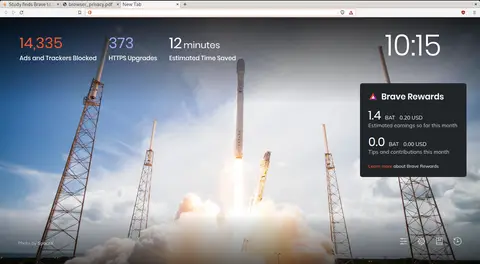 Study Finds Brave U
browser_privacy.pdf
New Tab
14,335
Ads and Trackers Blocked
373
HTTPS Upgrades
12 minutes
Estimated Time Saved
10:15
Brave Rewards
1.4 BAT 0.20 USD
Estimated earnings so far this month
0.0 BAT 0.00 USD
Tips and contributions this month
Learn more about Brave Rewards
Photo by SpaceX